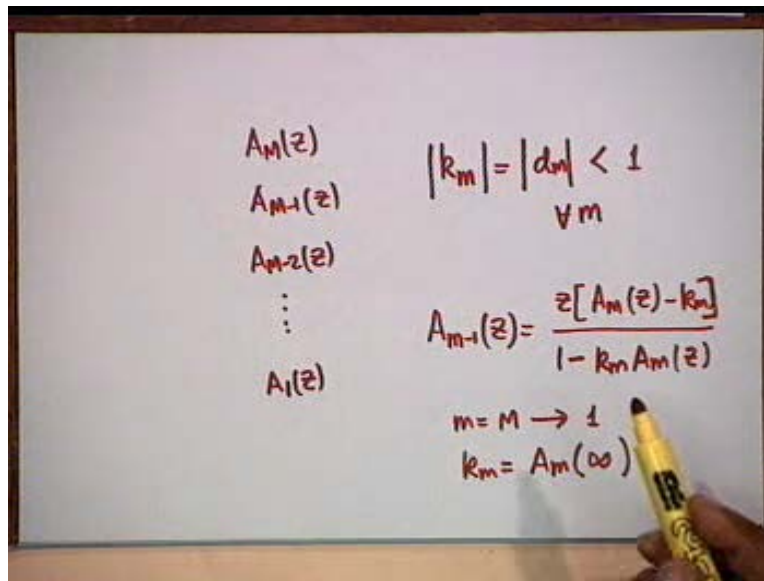 A_M(z)
A_{M-1}(z)
A_{M-2}(z)
⋮
A_1(z)
|k_m| = |d_m| < 1
∀ m
A_{m-1}(z) = \frac{z[A_m(z) - k_m]}{1 - k_m A_m(z)}
m = M → 1
k_m = A_m(∞)